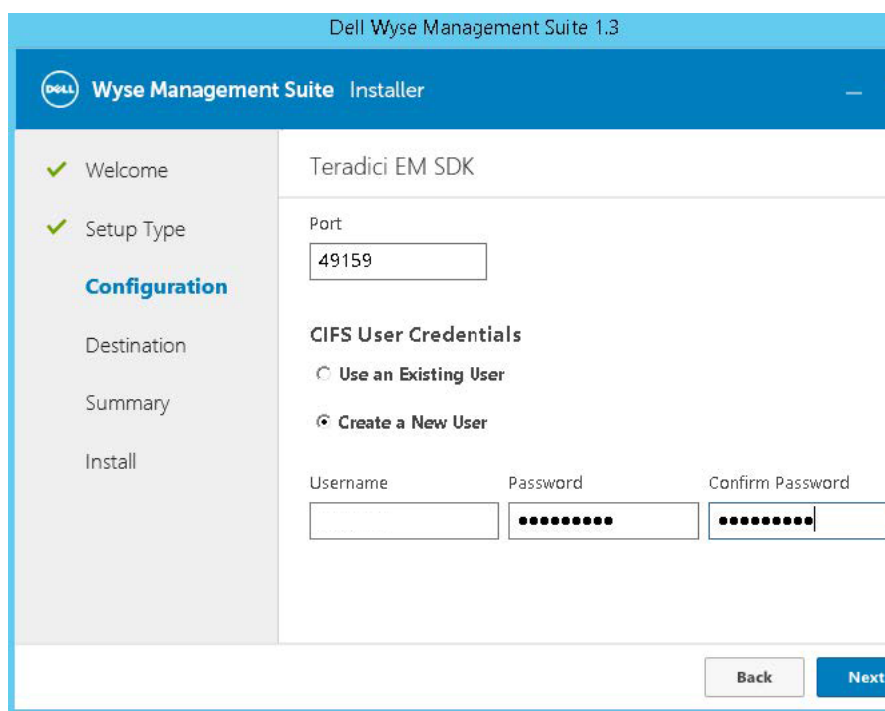 Dell Wyse Management Suite 1.3
DELL Wyse Management Suite Installer
Welcome
Setup Type
Configuration
Destination
Summary
Install
Teradici EM SDK
Port
49159
CIFS User Credentials
Use an Existing User
Create a New User
Username Password Confirm Password
●●●●●●●●● ●●●●●●●●●
Back Next